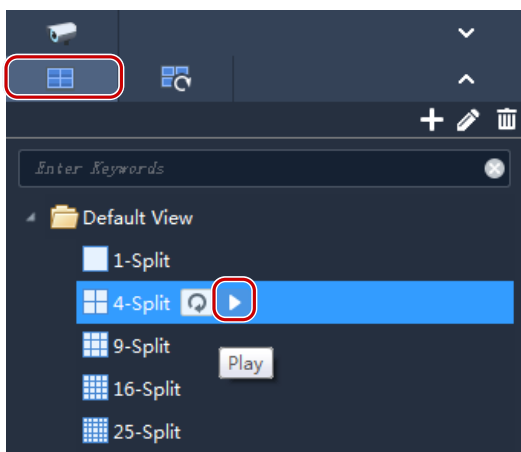 Enter Keywords
Default View
1-Split
4-Split
9-Split
Play
16-Split
25-Split